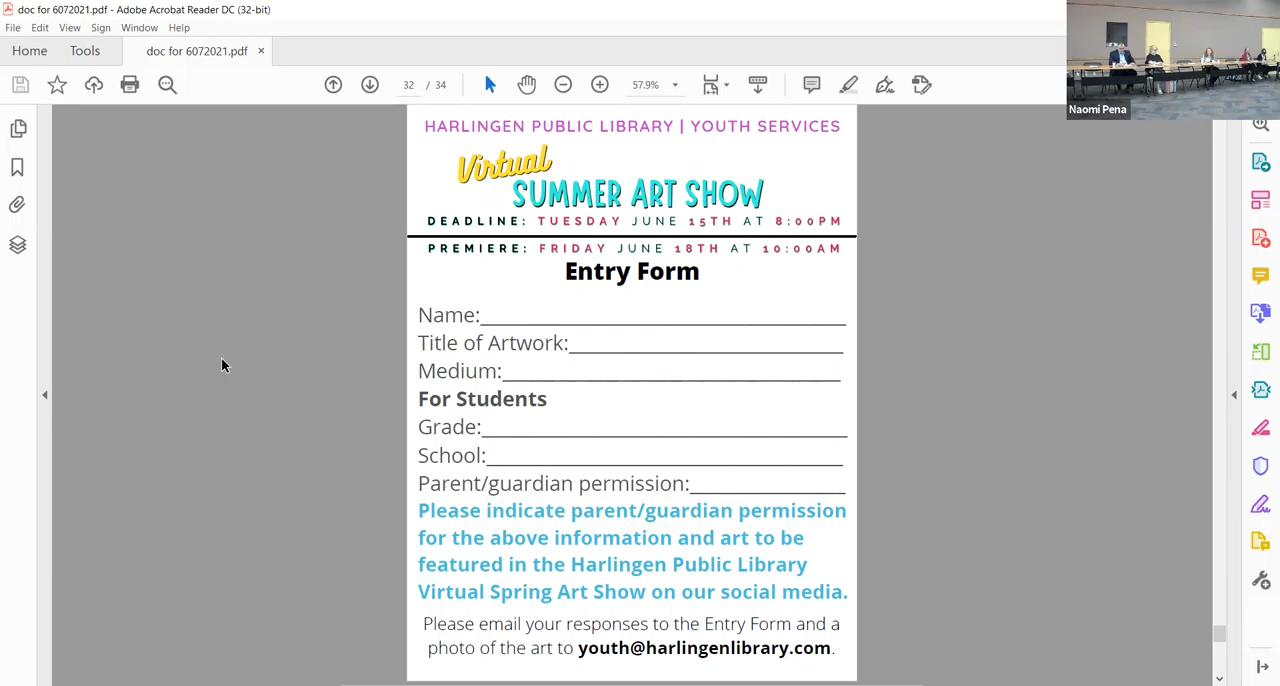 doc for 6072021.pdf - Adobe Acrobat Reader DC (32-bit)
File Edit View Sign Window Help
Home Tools doc for 6072021.pdf ×
32 / 34 57.9%
Naomi Pena
HARLINGEN PUBLIC LIBRARY | YOUTH SERVICES
Virtual
SUMMER ART SHOW
DEADLINE: TUESDAY JUNE 15TH AT 8:00PM
PREMIERE: FRIDAY JUNE 18TH AT 10:00AM
Entry Form
Name:
Title of Artwork:
Medium:
For Students
Grade:
School:
Parent/guardian permission:
Please indicate parent/guardian permission
for the above information and art to be
featured in the Harlingen Public Library
Virtual Spring Art Show on our social media.
Please email your responses to the Entry Form and a
photo of the art to youth@harlingenlibrary.com.